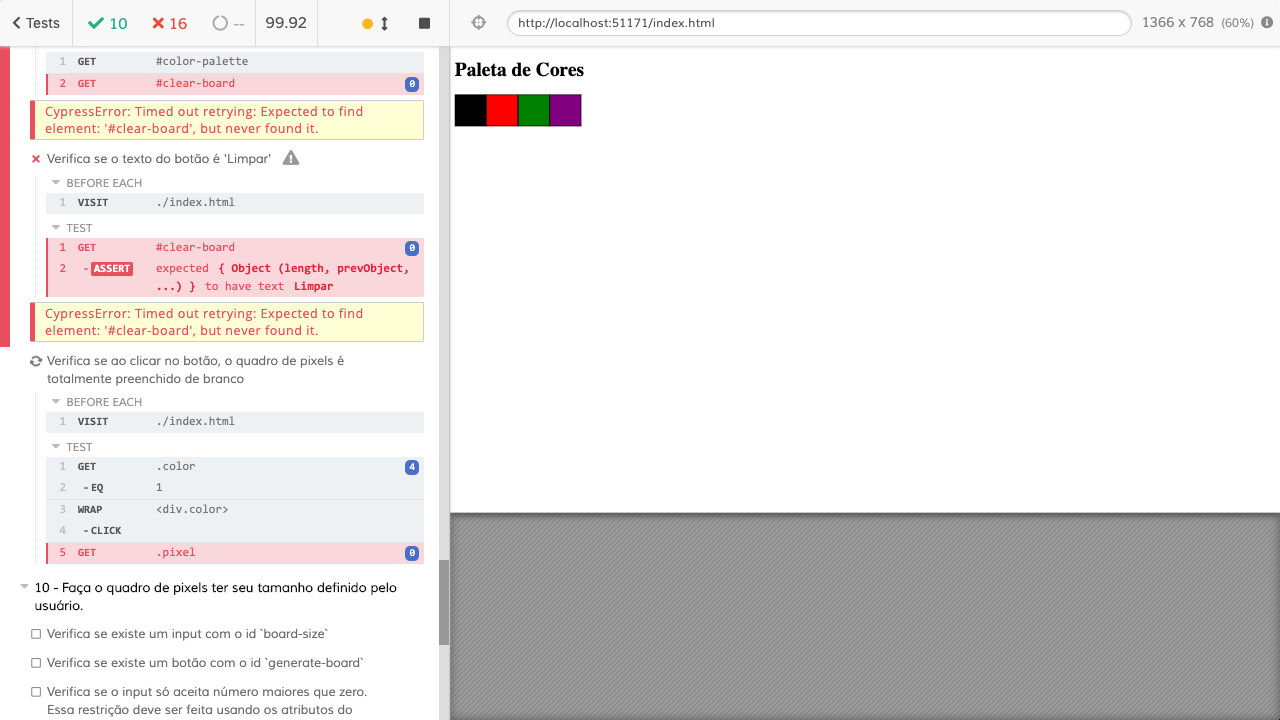 Tests
10
16
--
99.92
http://localhost:51171/index.html
1366 x 768 (60%)
1 GET #color-palette
2 GET #clear-board 0
CypressError: Timed out retrying: Expected to find
element: '#clear-board', but never found it.
Verifica se o texto do botão é 'Limpar'
BEFORE EACH
1 VISIT ./index.html
TEST
1 GET #clear-board 0
2 -ASSERT expected { Object (length, prevObject,
...) } to have text Limpar
CypressError: Timed out retrying: Expected to find
element: '#clear-board', but never found it.
Verifica se ao clicar no botão, o quadro de pixels é
totalmente preenchido de branco
BEFORE EACH
1 VISIT ./index.html
TEST
1 GET .color 4
2 -EQ 1
3 WRAP <div.color>
4 -CLICK
5 GET .pixel 0
10 - Faça o quadro de pixels ter seu tamanho definido pelo
usuário.
Verifica se existe um input com o id `board-size`
Verifica se existe um botão com o id `generate-board`
Verifica se o input só aceita número maiores que zero.
Essa restrição deve ser feita usando os atributos do
Paleta de Cores